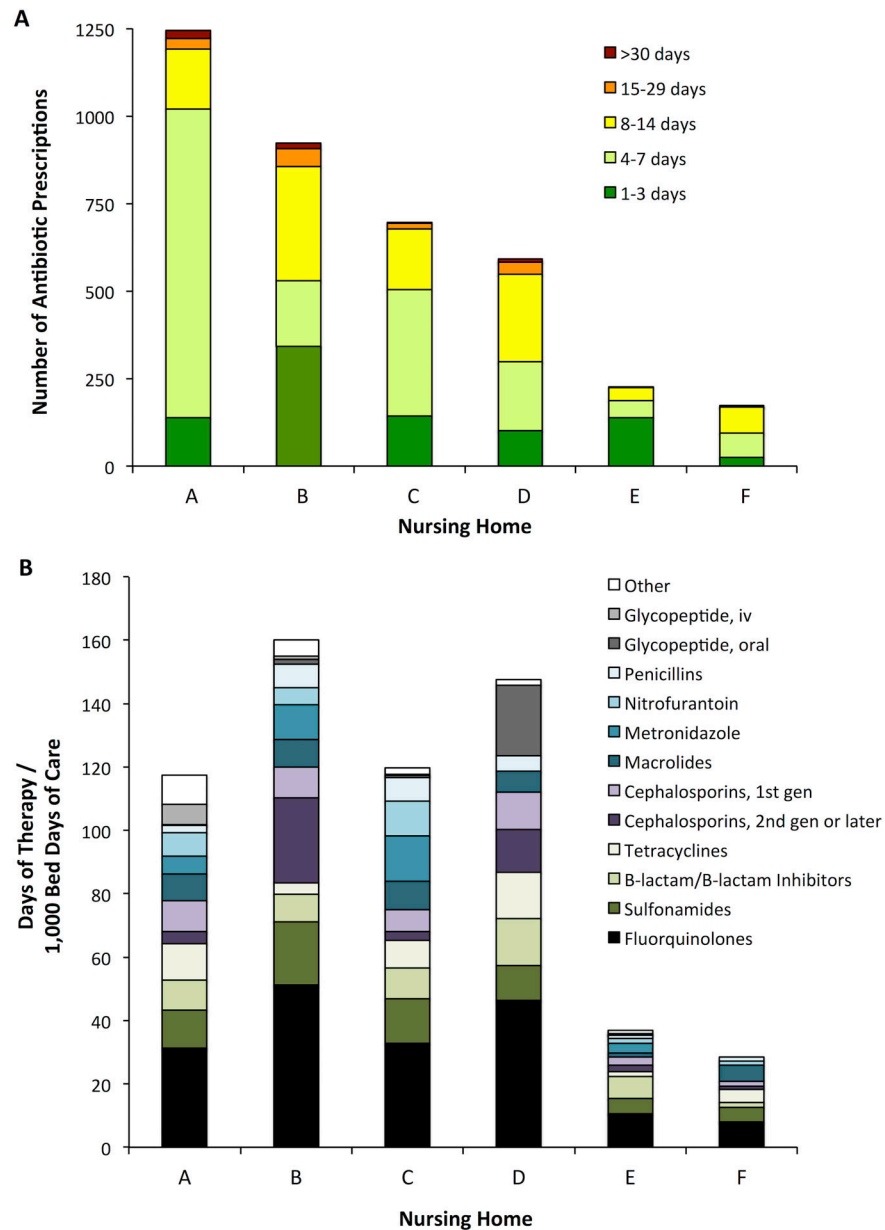 A
Number of Antibiotic Prescriptions
1250
1000
750
500
250
0
>30 days
15-29 days
8-14 days
4-7 days
1-3 days
A B C D E F
Nursing Home
B
Days of Therapy /
1,000 Bed Days of Care
180
160
140
120
100
80
60
40
20
0
Other
Glycopeptide, iv
Glycopeptide, oral
Penicillins
Nitrofurantoin
Metronidazole
Macrolides
Cephalosporins, 1st gen
Cephalosporins, 2nd gen or later
Tetracyclines
B-lactam/B-lactam Inhibitors
Sulfonamides
Fluorquinolones
A B C D E F
Nursing Home